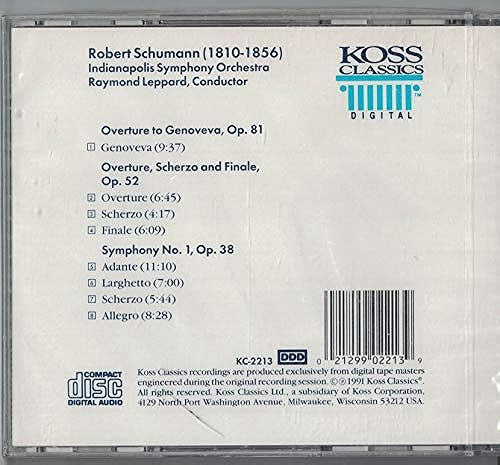 Robert Schumann (1810-1856)
Indianapolis Symphony Orchestra
Raymond Leppard, Conductor
KOSS
CLASSICS
TM
DIGITAL
Overture to Genoveva, Op. 81
1 Genoveva (9:37)
Overture, Scherzo and Finale,
Op. 52
2 Overture (6:45)
3 Scherzo (4:17)
4 Finale (6:09)
Symphony No. 1, Op. 38
5 Adante (11:10)
6 Larghetto (7:00)
7 Scherzo (5:44)
8 Allegro (8:28)
KC-2213 DDD
0 21299 02213 9
COMPACT
disc
DIGITAL AUDIO
Koss Classics recordings are produced exclusively from digital tape masters
engineered during the original recording session. ©℗1991 Koss Classics®.
All rights reserved. Koss Classics Ltd., a subsidiary of Koss Corporation,
4129 North Port Washington Avenue, Milwaukee, Wisconsin 53212 USA.